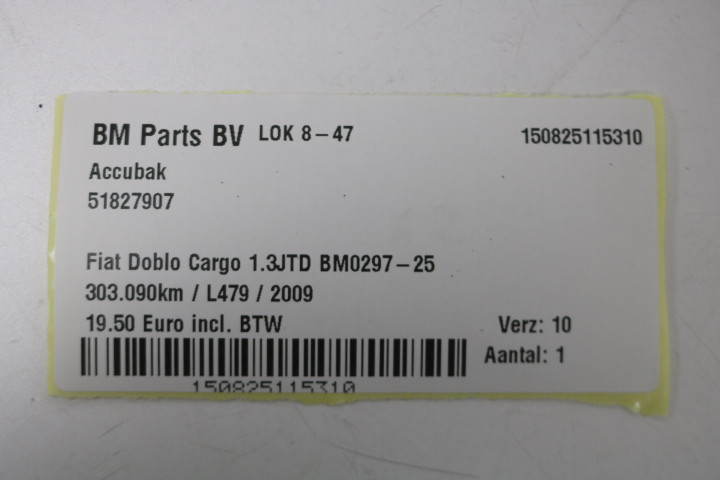 BM Parts BV LOK 8-47 150825115310
Accubak
51827907
Fiat Doblo Cargo 1.3JTD BM0297-25
303.090km / L479 / 2009
19.50 Euro incl. BTW Verz: 10
Aantal: 1
150825115310